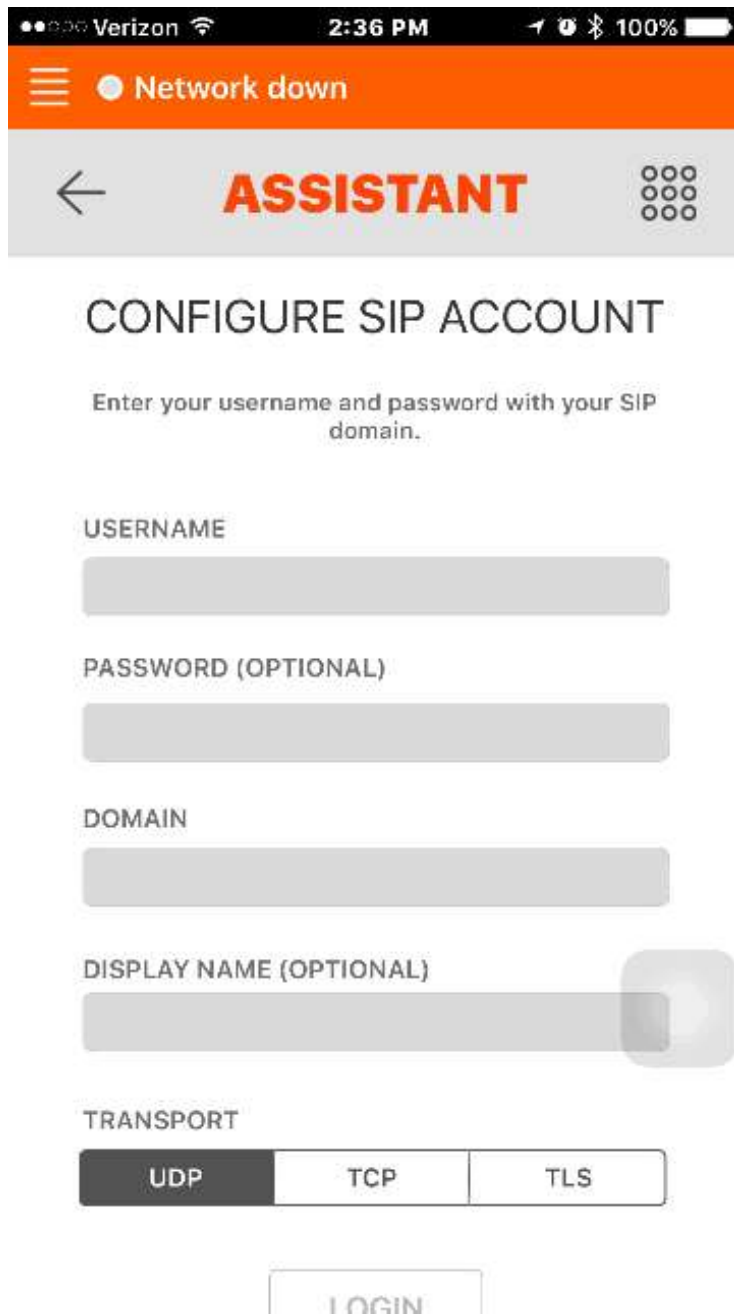 Verizon 2:36 PM 100%
Network down
ASSISTANT
CONFIGURE SIP ACCOUNT
Enter your username and password with your SIP
domain.
USERNAME
PASSWORD (OPTIONAL)
DOMAIN
DISPLAY NAME (OPTIONAL)
TRANSPORT
UDP TCP TLS
LOGIN